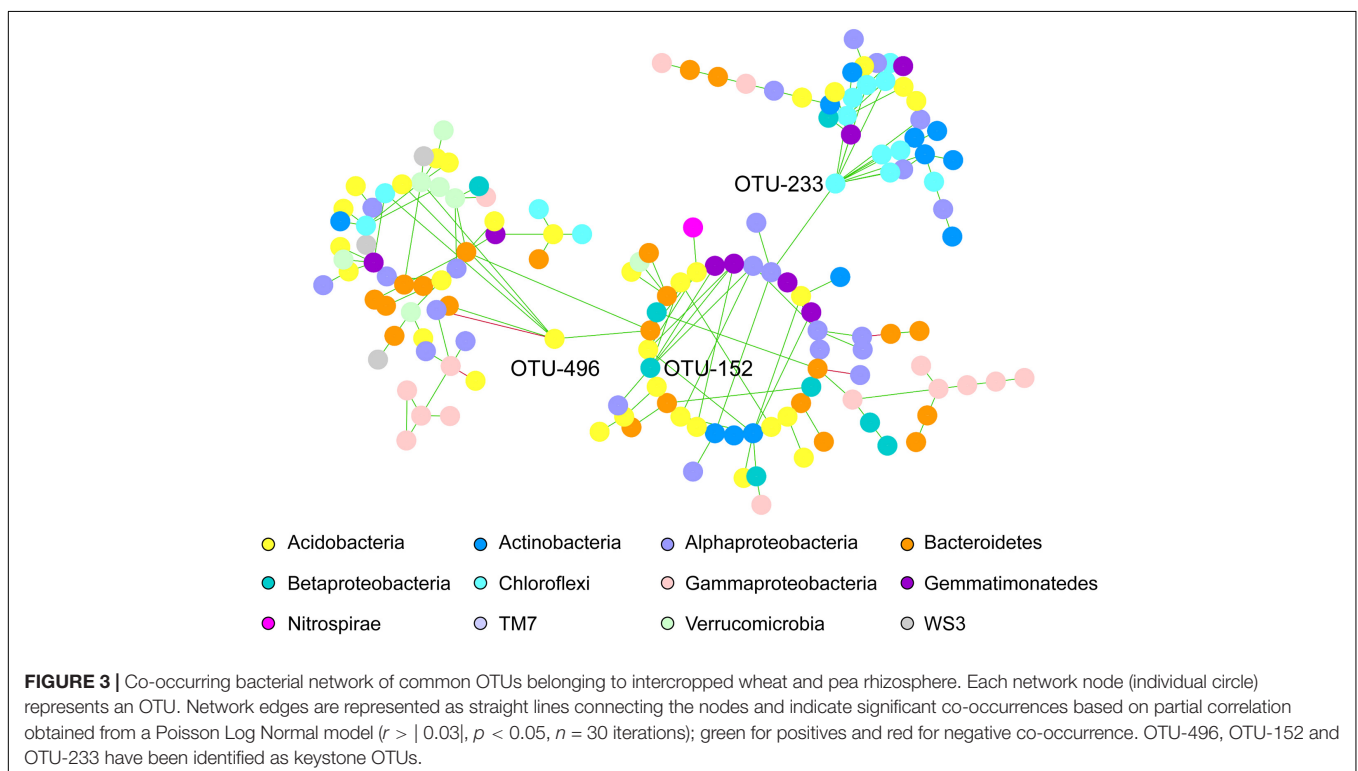 OTU-233
OTU-496
OTU-152
Acidobacteria
Actinobacteria
Alphaproteobacteria
Bacteroidetes
Betaproteobacteria
Chloroflexi
Gammaproteobacteria
Gemmatimonatedes
Nitrospirae
TM7
Verrucomicrobia
WS3
FIGURE 3 | Co-occurring bacterial network of common OTUs belonging to intercropped wheat and pea rhizosphere. Each network node (individual circle)
represents an OTU. Network edges are represented as straight lines connecting the nodes and indicate significant co-occurrences based on partial correlation
obtained from a Poisson Log Normal model (r > | 0.03|, p < 0.05, n = 30 iterations); green for positives and red for negative co-occurrence. OTU-496, OTU-152 and
OTU-233 have been identified as keystone OTUs.